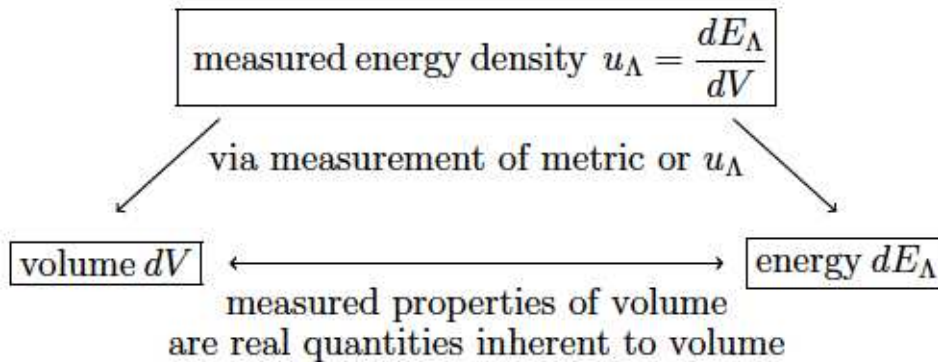 measured energy density u_Λ = dE_Λ/dV
via measurement of metric or u_Λ
volume dV
energy dE_Λ
measured properties of volume
are real quantities inherent to volume